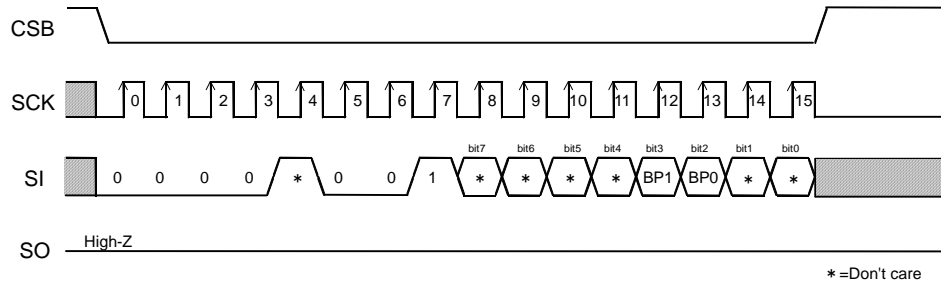 CSB
SCK 0 1 2 3 4 5 6 7 8 9 10 11 12 13 14 15
bit7 bit6 bit5 bit4 bit3 bit2 bit1 bit0
SI 0 0 0 0 * 0 0 1 * * * * BP1 BP0 * *
High-Z
SO
* =Don't care